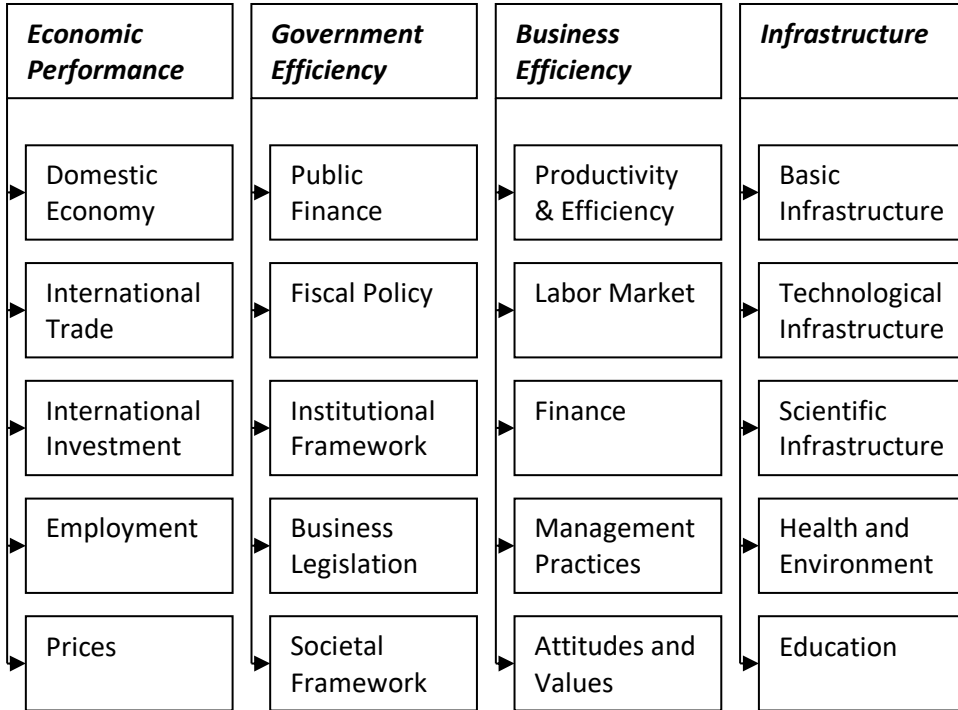 Economic
Performance
Government
Efficiency
Business
Efficiency
Infrastructure
Domestic
Economy
Public
Finance
Productivity
& Efficiency
Basic
Infrastructure
International
Trade
Fiscal Policy
Labor Market
Technological
Infrastructure
International
Investment
Institutional
Framework
Finance
Scientific
Infrastructure
Employment
Business
Legislation
Management
Practices
Health and
Environment
Prices
Societal
Framework
Attitudes and
Values
Education